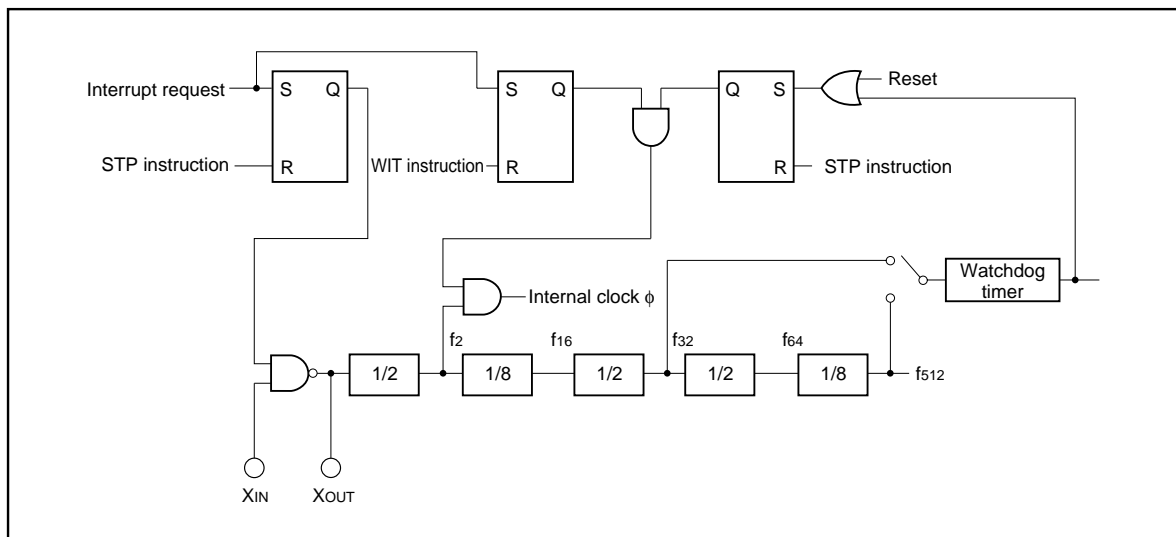 Interrupt request
S Q
STP instruction
R
S Q
WIT instruction
R
Q S
R
Reset
STP instruction
Internal clock ϕ
Watchdog
timer
f2
f16
f32
f64
1/2
1/8
1/2
1/2
1/8
f512
XIN
XOUT